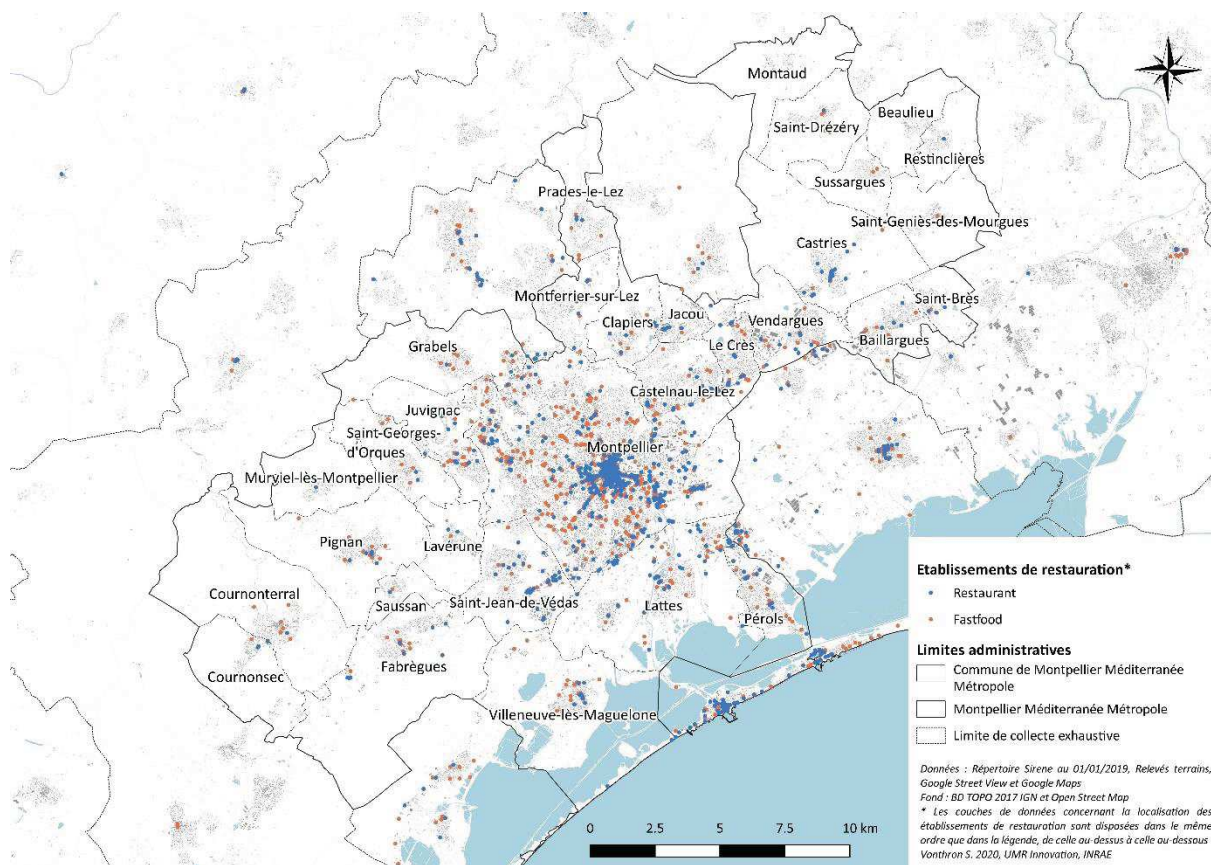 Montaud
Beaulieu
Saint-Drézéry
Restinclières
Sussargues
Prades-le-Lez
Saint-Geniès-des-Mourgues
Castries
Montferrier-sur-Lez
Saint-Brès
Jacou
Clapiers
Vendargues
Le Crès
Baillargues
Grabels
Castelnau-le-Lez
Juvignac
Saint-Georges-
d'Orques
Montpellier
Murviel-lès-Montpellier
Pignan
Lavérune
Cournonterral
Saussan
Saint-Jean-de-Védas
Lattes
Pérols
Fabrègues
Cournonsec
Villeneuve-lès-Maguelone
0 2.5 5 7.5 10 km
Etablissements de restauration*
Restaurant
Fastfood
Limites administratives
Commune de Montpellier Méditerranée
Métropole
Montpellier Méditerranée Métropole
Limite de collecte exhaustive
Données : Répertoire Sirene au 01/01/2019, Relevés terrains,
Google Street View et Google Maps
Fond : BD TOPO 2017 IGN et Open Street Map
* Les couches de données concernant la localisation des
établissements de restauration sont disposées dans le même
ordre que dans la légende, de celle au-dessus à celle au-dessous
Vonthron S. 2020, UMR Innovation, INRAE